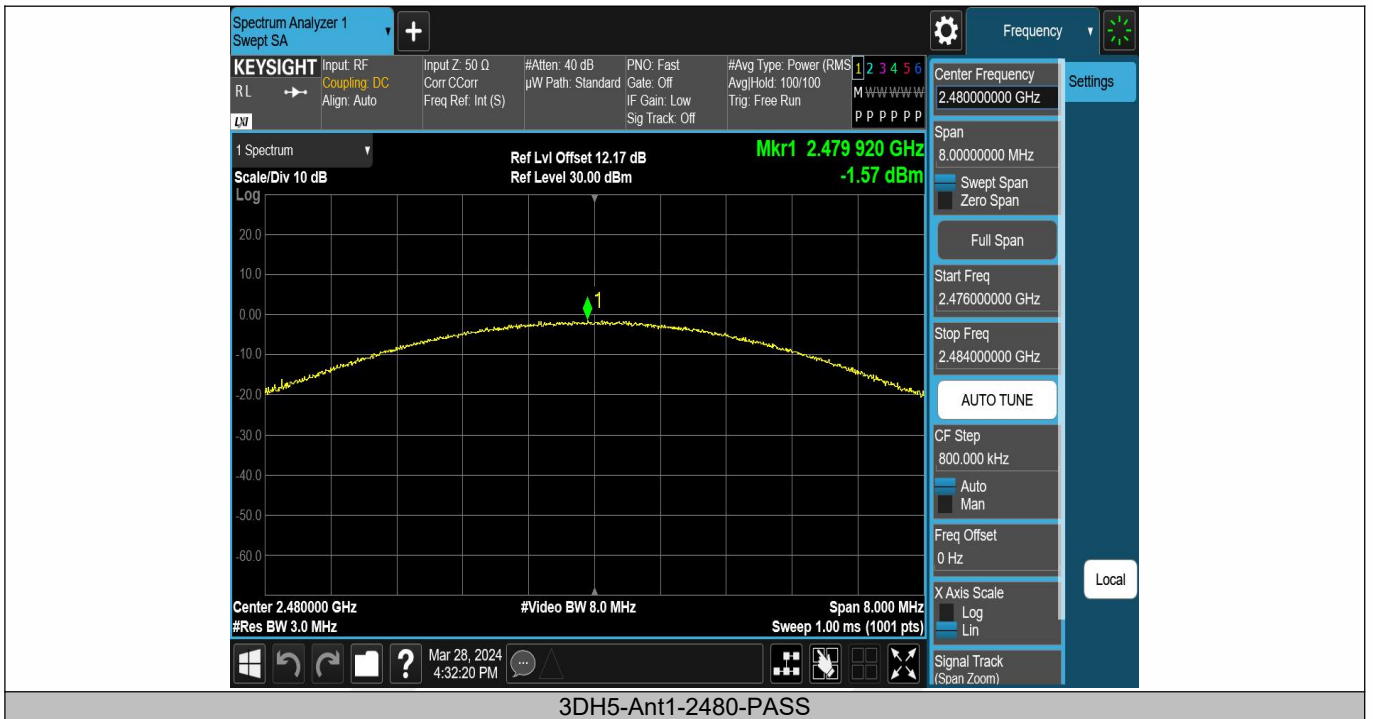 Spectrum Analyzer 1
Swept SA
Frequency
KEYSIGHT
RL
LXI
Input: RF
Coupling: DC
Align: Auto
Input Z: 50 Ω
Corr CCorr
Freq Ref: Int (S)
#Atten: 40 dB
µW Path: Standard
PNO: Fast
Gate: Off
IF Gain: Low
Sig Track: Off
#Avg Type: Power (RMS
Avg|Hold: 100/100
Trig: Free Run
1 2 3 4 5 6
M W W W W W
P P P P P P
1 Spectrum
Scale/Div 10 dB
Log
Ref Lvl Offset 12.17 dB
Ref Level 30.00 dBm
Mkr1 2.479 920 GHz
-1.57 dBm
20.0
10.0
0.00
-10.0
-20.0
-30.0
-40.0
-50.0
-60.0
1
Center 2.480000 GHz
#Res BW 3.0 MHz
#Video BW 8.0 MHz
Span 8.000 MHz
Sweep 1.00 ms (1001 pts)
Mar 28, 2024
4:32:20 PM
Center Frequency
2.480000000 GHz
Settings
Span
8.00000000 MHz
Swept Span
Zero Span
Full Span
Start Freq
2.476000000 GHz
Stop Freq
2.484000000 GHz
AUTO TUNE
CF Step
800.000 kHz
Auto
Man
Freq Offset
0 Hz
Local
X Axis Scale
Log
Lin
Signal Track
(Span Zoom)
3DH5-Ant1-2480-PASS